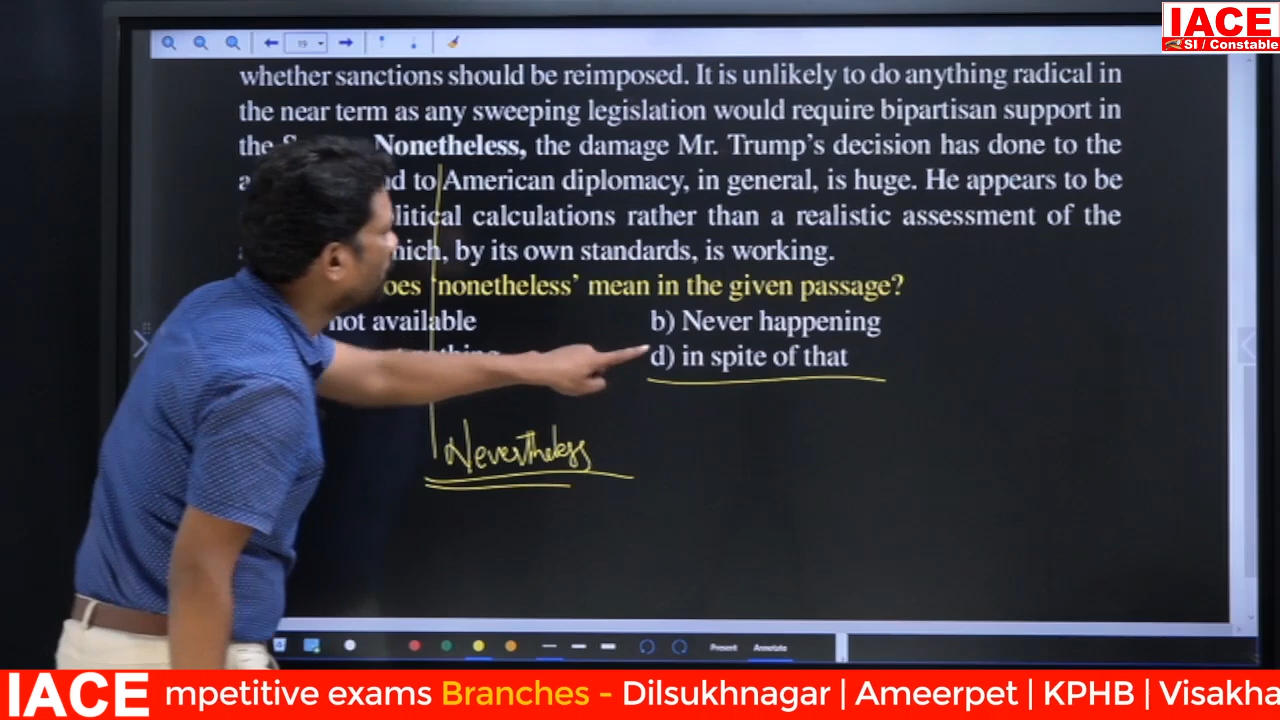 IACE
SI / Constable
19
whether sanctions should be reimposed. It is unlikely to do anything radical in
the near term as any sweeping legislation would require bipartisan support in
the Nonetheless, the damage Mr. Trump's decision has done to the
to American diplomacy, in general, is huge. He appears to be
calculations rather than a realistic assessment of the
by its own standards, is working.
'nonetheless' mean in the given passage?
not available b) Never happening
d) in spite of that
Nevertheless
Present Annotate
IACE mpetitive exams Branches - Dilsukhnagar | Ameerpet | KPHB | Visakha